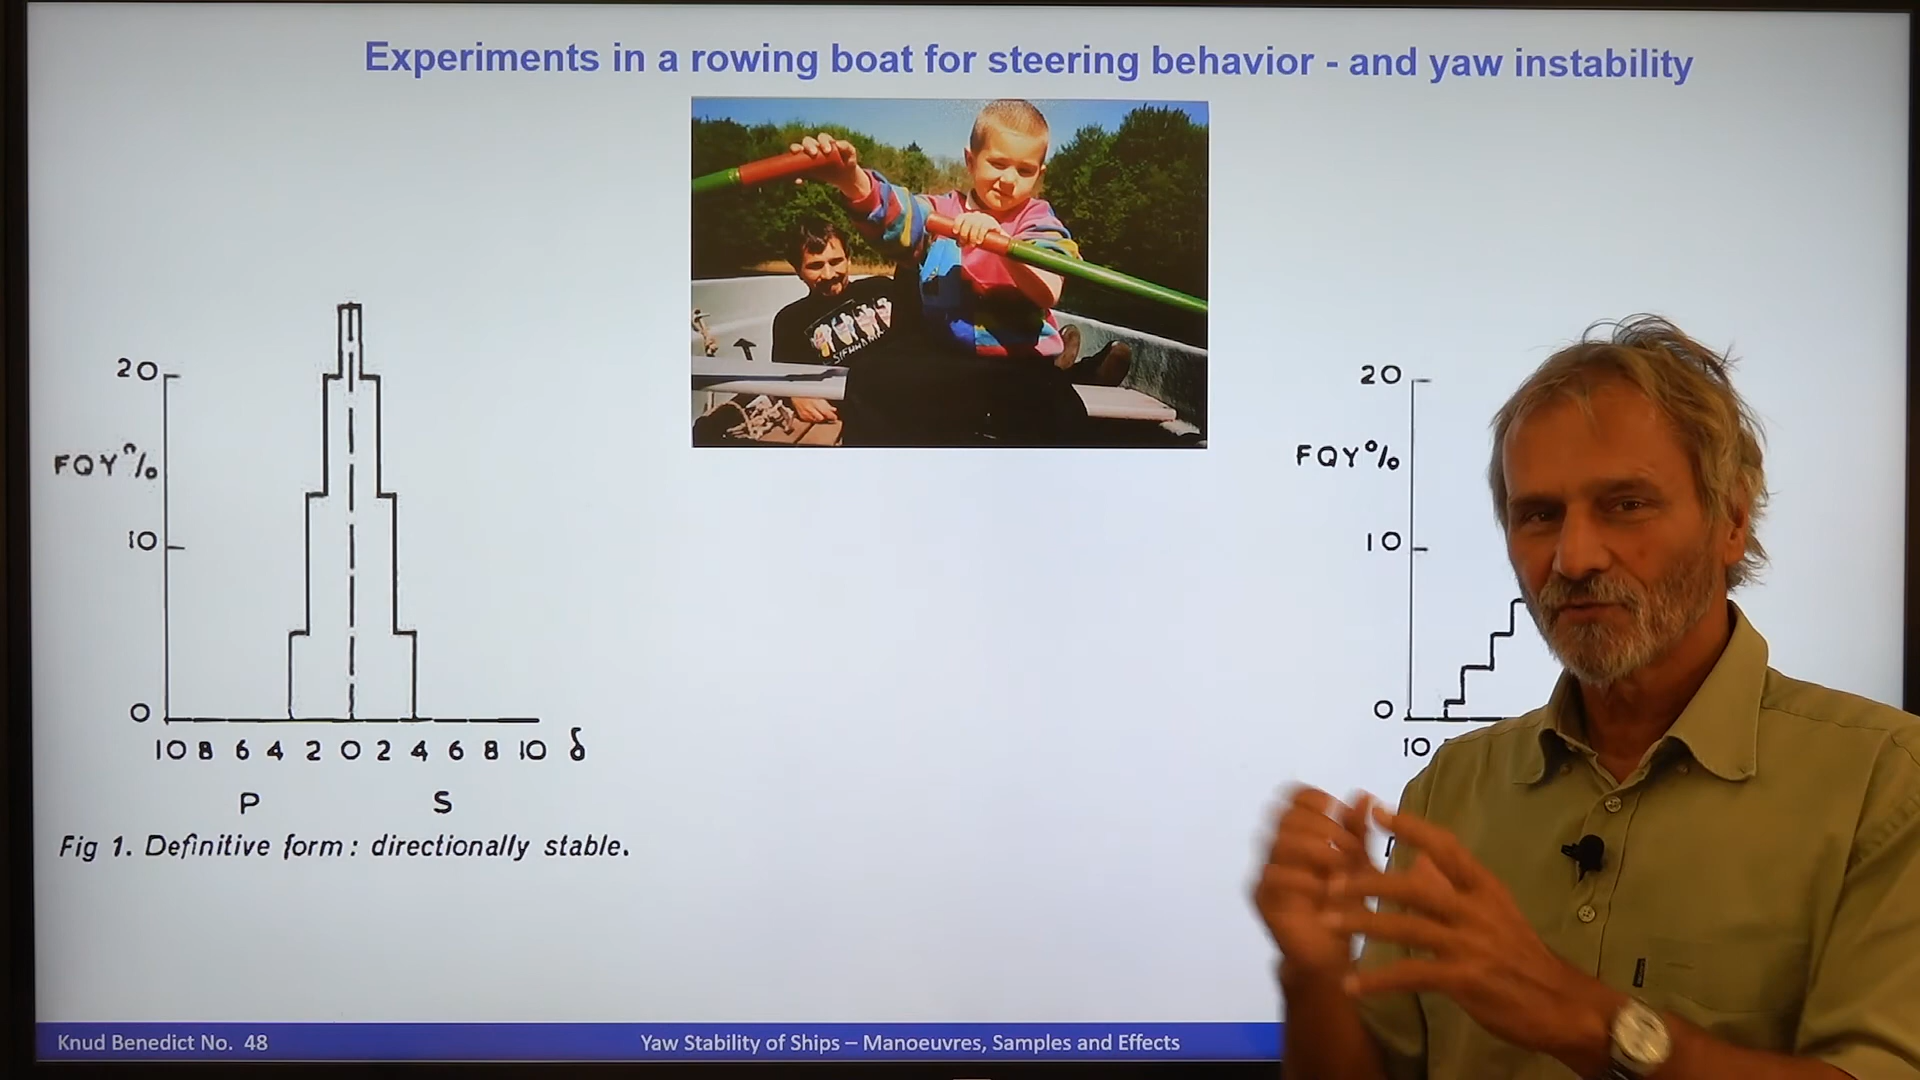 Experiments in a rowing boat for steering behavior - and yaw instability
20
FQY%
10
0
10 8 6 4 2 0 2 4 6 8 10 δ
P S
Fig 1. Definitive form: directionally stable.
20
FQY%
10
0
10
Knud Benedict No. 48
Yaw Stability of Ships – Manoeuvres, Samples and Effects